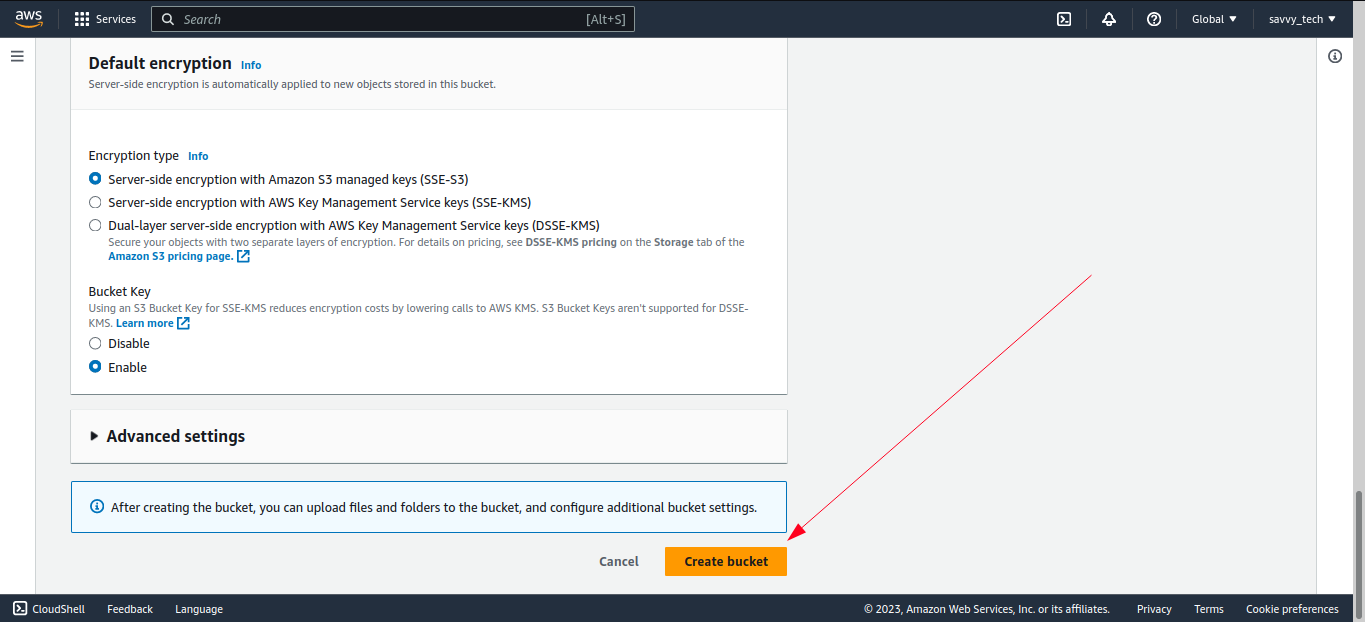 aws Services Search [Alt+S] Global savvy_tech
Default encryption Info
Server-side encryption is automatically applied to new objects stored in this bucket.
Encryption type Info
Server-side encryption with Amazon S3 managed keys (SSE-S3)
Server-side encryption with AWS Key Management Service keys (SSE-KMS)
Dual-layer server-side encryption with AWS Key Management Service keys (DSSE-KMS)
Secure your objects with two separate layers of encryption. For details on pricing, see DSSE-KMS pricing on the Storage tab of the
Amazon S3 pricing page.
Bucket Key
Using an S3 Bucket Key for SSE-KMS reduces encryption costs by lowering calls to AWS KMS. S3 Bucket Keys aren't supported for DSSE-
KMS. Learn more
Disable
Enable
Advanced settings
After creating the bucket, you can upload files and folders to the bucket, and configure additional bucket settings.
Cancel Create bucket
CloudShell Feedback Language © 2023, Amazon Web Services, Inc. or its affiliates. Privacy Terms Cookie preferences